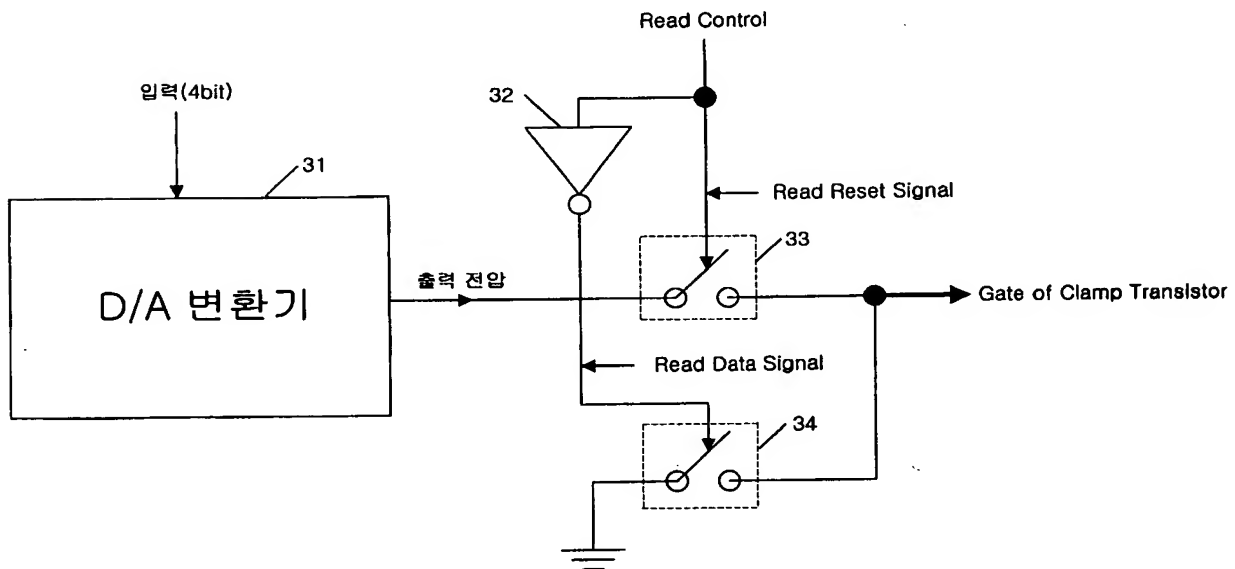 Read Control
입력(4bit)
32
31
Read Reset Signal
33
출력 전압
D/A 변환기
Gate of Clamp Transistor
Read Data Signal
34